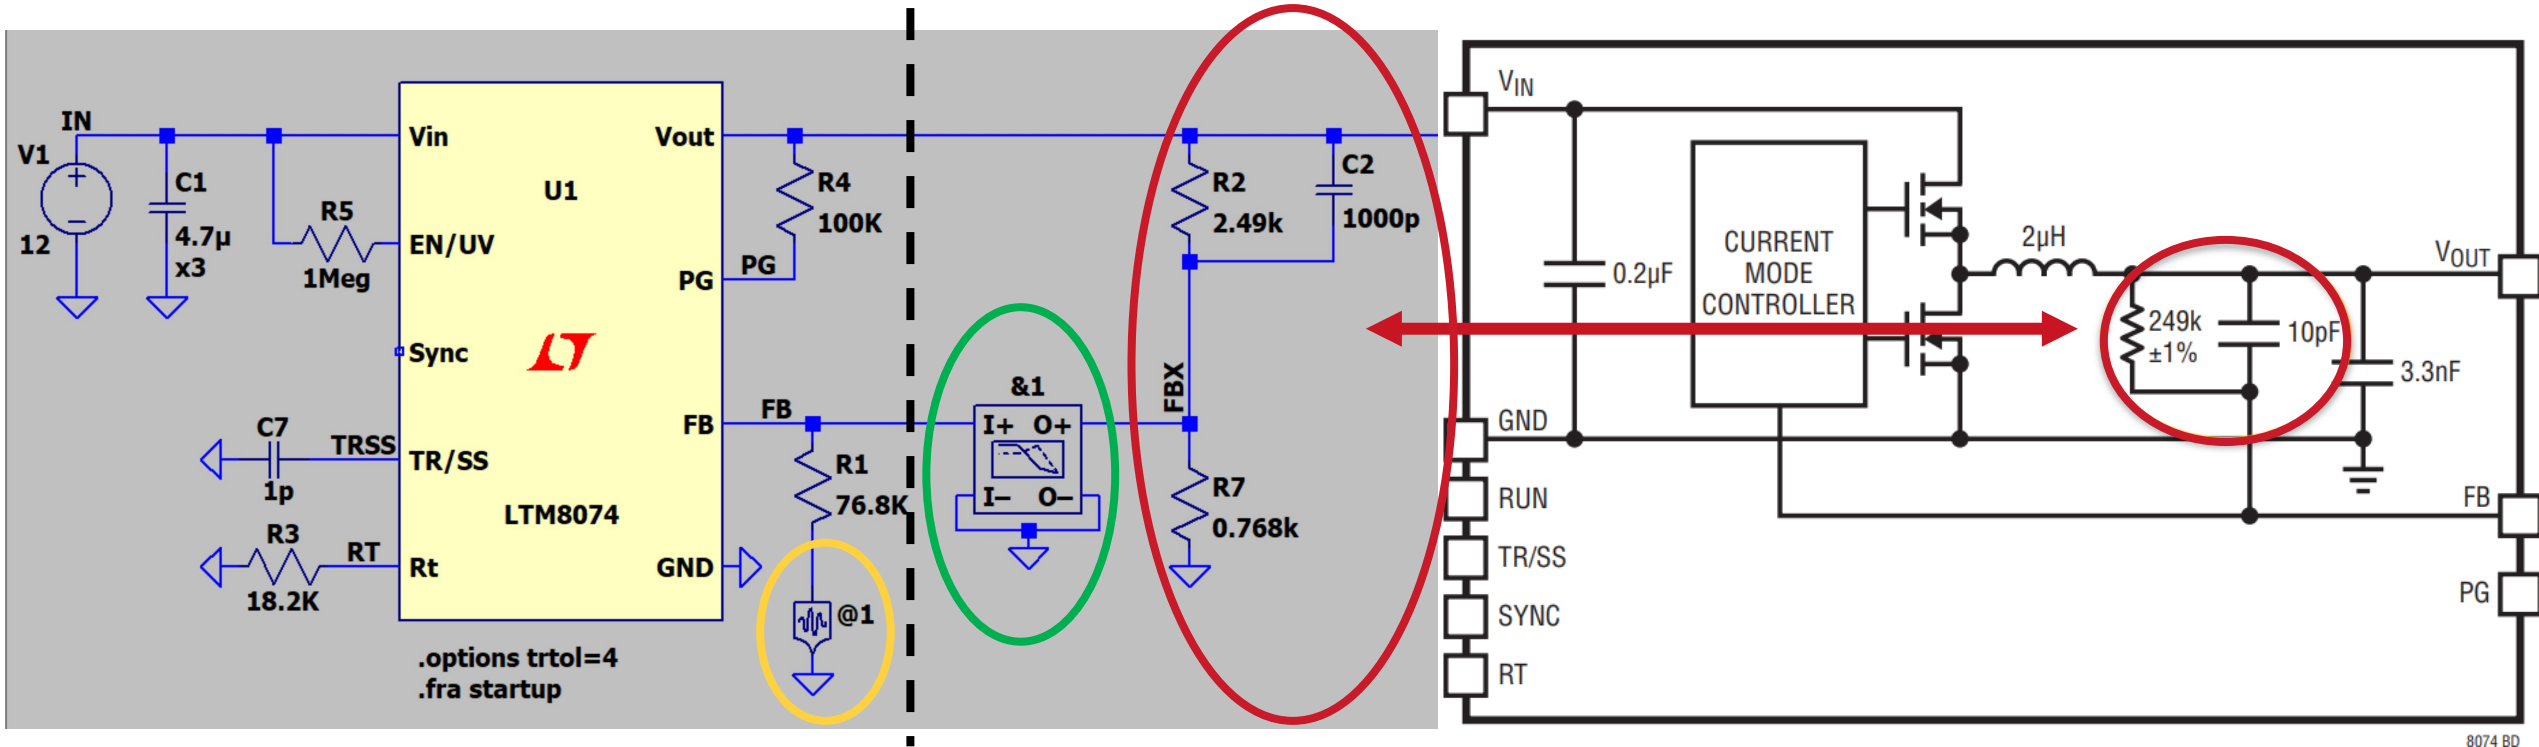 IN
V1
12
C1
4.7µ
x3
R5
1Meg
C7
1p
TRSS
R3
18.2K
RT
Vin
EN/UV
Sync
TR/SS
Rt
U1
LT
LTM8074
Vout
PG
FB
GND
.options trtol=4
.fra startup
R4
100K
PG
FB
R1
76.8K
@1
&1
I+ O+
I− O−
R2
2.49k
C2
1000p
FBX
R7
0.768k
VIN
GND
RUN
TR/SS
SYNC
RT
0.2µF
CURRENT
MODE
CONTROLLER
2µH
249k
±1%
10pF
3.3nF
VOUT
FB
PG
8074 BD